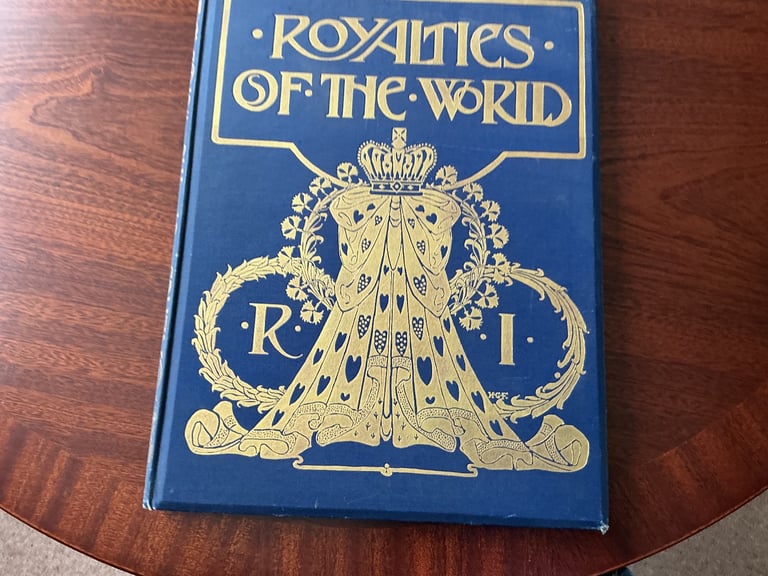 · ROYALTIES ·
OF · THE · WORLD
· R · · I ·
H·G·F·